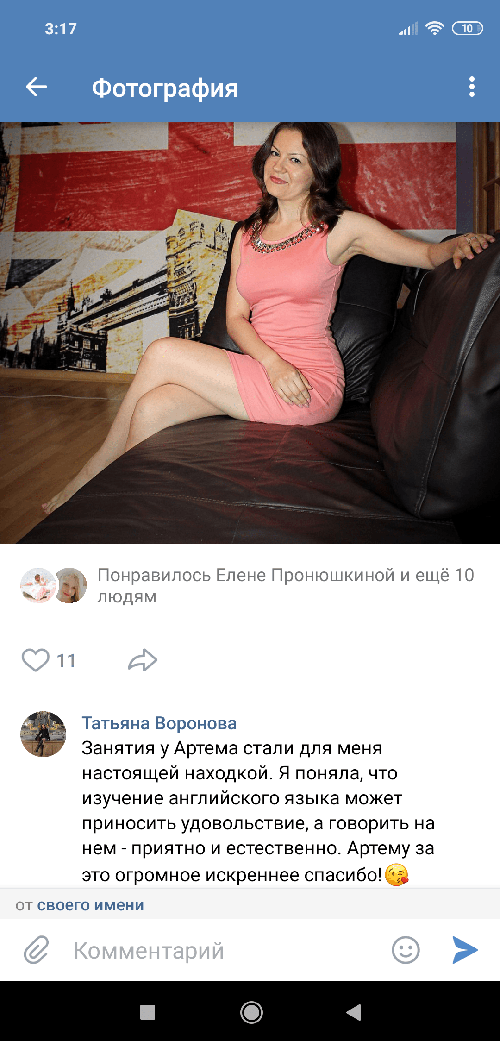 3:17
10
Фотография
Понравилось Елене Пронюшкиной и ещё 10
людям
11
Татьяна Воронова
Занятия у Артема стали для меня
настоящей находкой. Я поняла, что
изучение английского языка может
приносить удовольствие, а говорить на
нем - приятно и естественно. Артему за
это огромное искреннее спасибо!
от своего имени
Комментарий